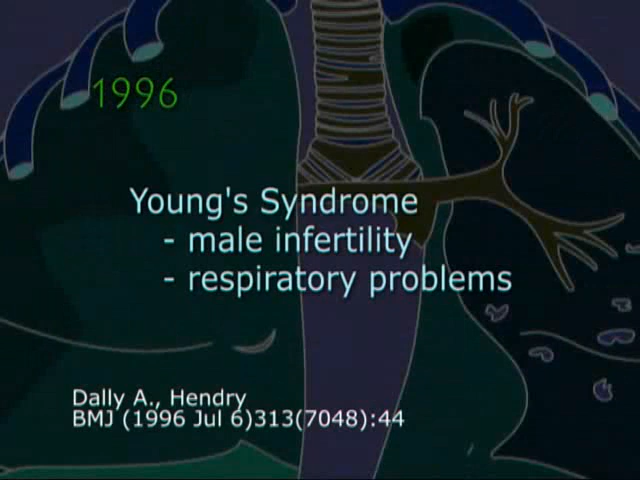 1996
Young's Syndrome
- male infertility
- respiratory problems
Dally A., Hendry
BMJ (1996 Jul 6)313(7048):44